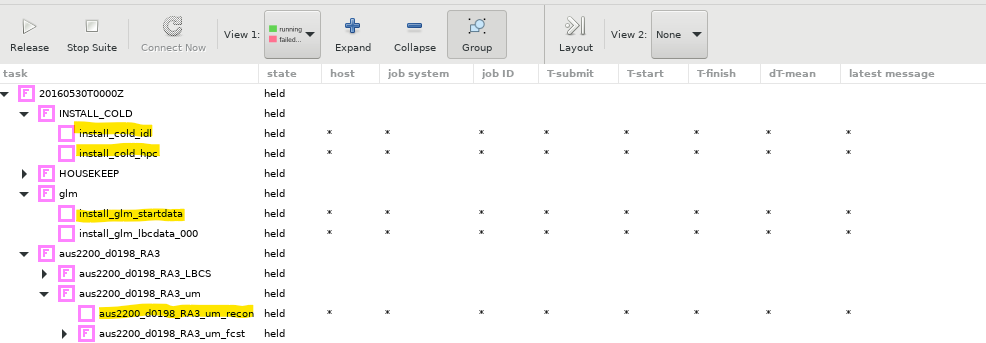 Release Stop Suite Connect Now View 1: running failed... Expand Collapse Group Layout View 2: None
task state host job system job ID T-submit T-start T-finish dT-mean latest message
F 20160530T0000Z held
F INSTALL_COLD held
install_cold_idl held * * * * * * * *
install_cold_hpc held * * * * * * * *
F HOUSEKEEP held
F glm held
install_glm_startdata held * * * * * * * *
install_glm_lbcdata_000 held * * * * * * * *
F aus2200_d0198_RA3 held
F aus2200_d0198_RA3_LBCS held
F aus2200_d0198_RA3_um held
aus2200_d0198_RA3_um_recon held * * * * * * * *
F aus2200_d0198_RA3_um_fcst held